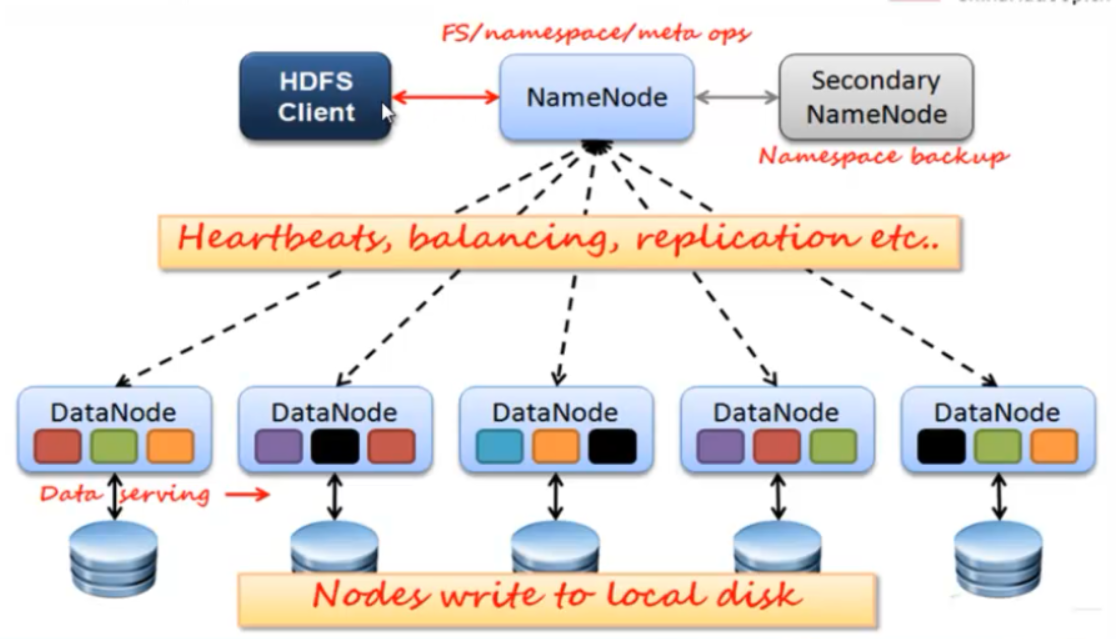 FS/namespace/meta ops
HDFS
Client
NameNode
Secondary
NameNode
Namespace backup
Heartbeats, balancing, replication etc..
DataNode
DataNode
DataNode
DataNode
DataNode
Data serving
Nodes write to local disk